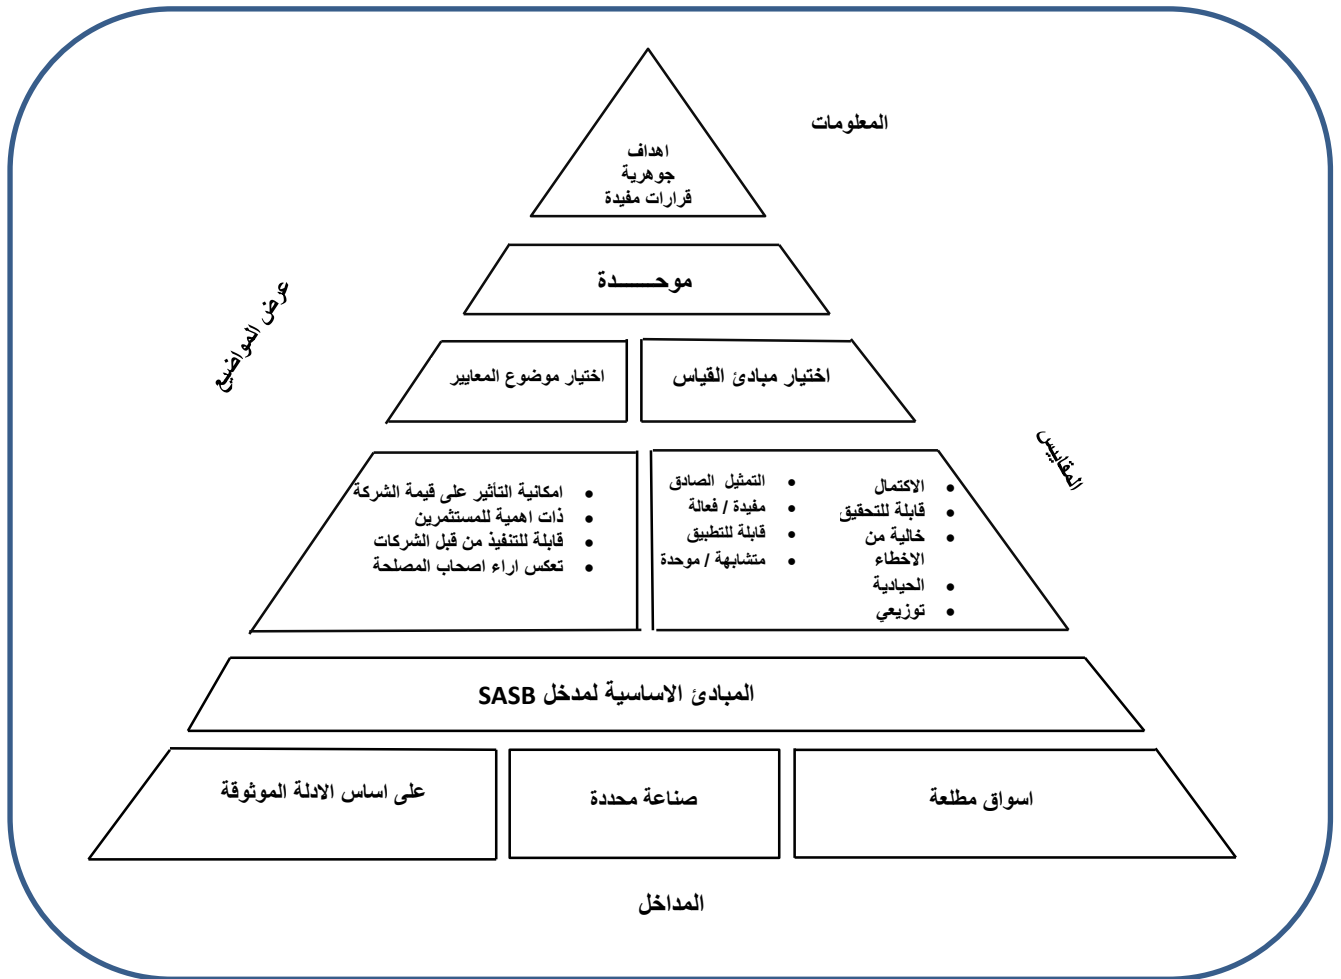 المعلومات
اهداف
جوهرية
قرارات مفيدة
موحـــــدة
عرض المواضيع
اختيار مبادئ القياس
اختيار موضوع المعايير
المقاييس
• الاكتمال
• قابلة للتحقيق
• خالية من
الاخطاء
• الحيادية
• توزيعي
• التمثيل الصادق
• مفيدة / فعالة
• قابلة للتطبيق
• متشابهة / موحدة
• امكانية التأثير على قيمة الشركة
• ذات اهمية للمستثمرين
• قابلة للتنفيذ من قبل الشركات
• تعكس اراء اصحاب المصلحة
المبادئ الاساسية لمدخل SASB
اسواق مطلعة
صناعة محددة
على اساس الادلة الموثوقة
المداخل